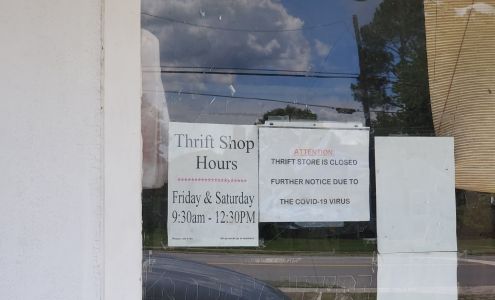 Thrift Shop
Hours
Friday & Saturday
9:30am - 12:30PM
ATTENTION:
THRIFT STORE IS CLOSED
FURTHER NOTICE DUE TO
THE COVID-19 VIRUS